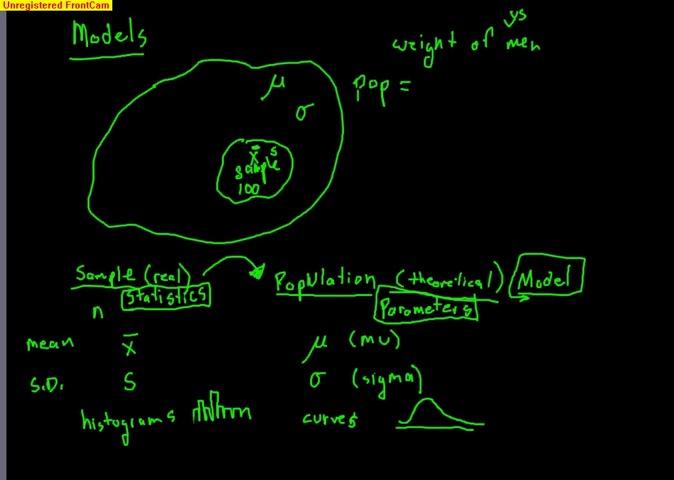 Unregistered FrontCam
Models
ys
weight of men
μ
pop =
σ
x̄ s
sample
100
Sample (real)
Population (theoretical) Model
statistics
Parameters
n
mean x̄ μ (mu)
S.D. S σ (sigma)
histograms
curves